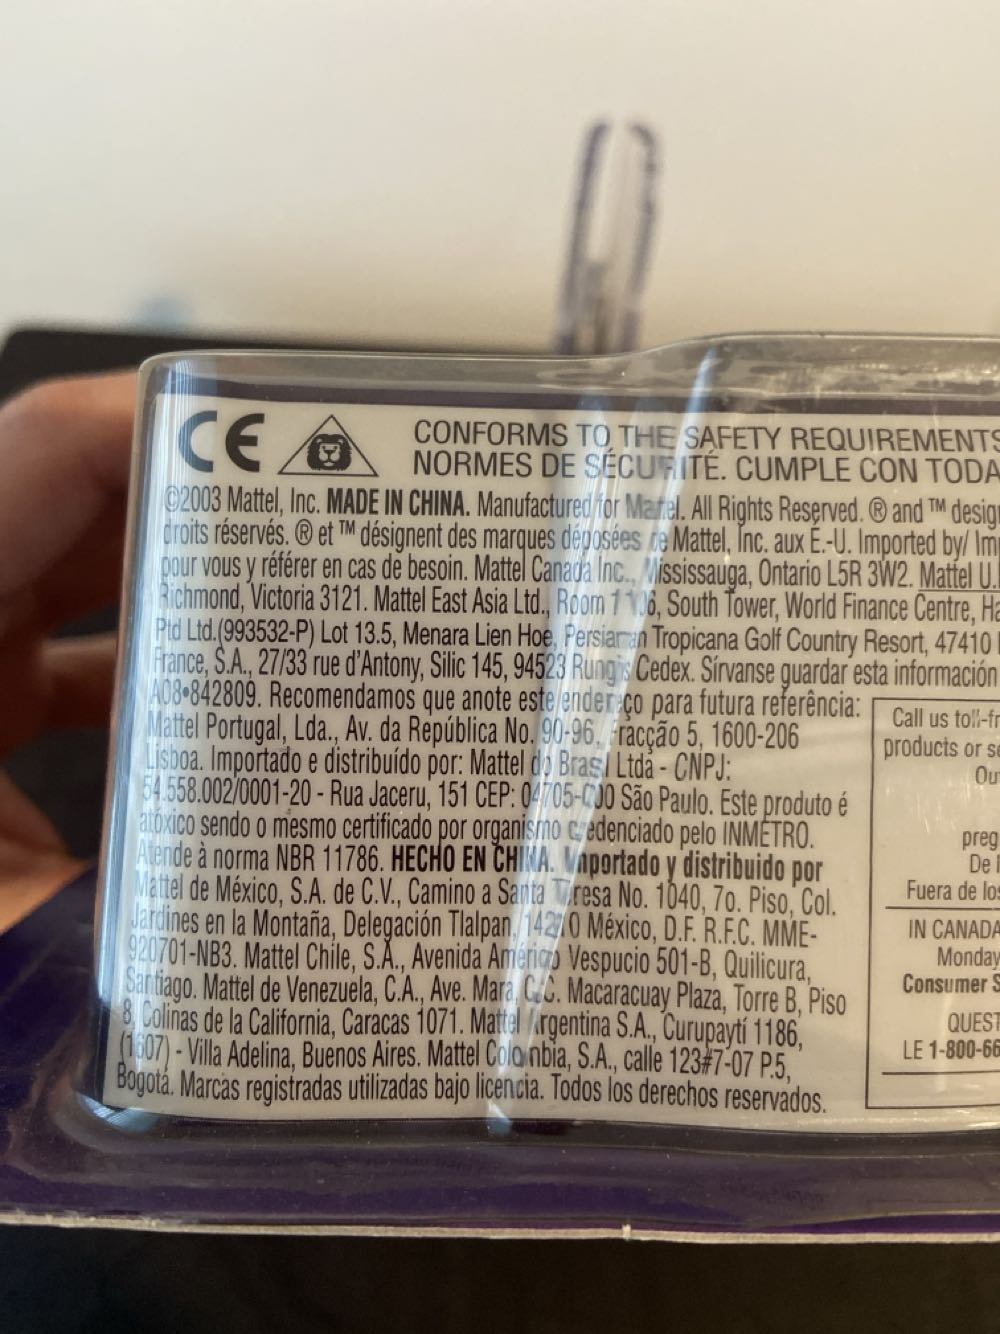 CE
CONFORMS TO THE SAFETY REQUIREMENTS
NORMES DE SÉCURITÉ. CUMPLE CON TODA
©2003 Mattel, Inc. MADE IN CHINA. Manufactured for Mattel. All Rights Reserved. ® and ™ desig
droits réservés. ® et ™ désignent des marques déposées de Mattel, Inc. aux É.-U. Imported by/ Im
pour vous y référer en cas de besoin. Mattel Canada Inc., Mississauga, Ontario L5R 3W2. Mattel U.
Richmond, Victoria 3121. Mattel East Asia Ltd., Room South Tower, World Finance Centre, Ha
Ptd Ltd.(993532-P) Lot 13.5, Menara Lien Hoe, Persiaran Tropicana Golf Country Resort, 47410
France, S.A., 27/33 rue d'Antony, Silic 145, 94523 Rungis Cedex. Sírvanse guardar esta información
A08•842809. Recomendamos que anote este endereço para futura referência:
Mattel Portugal, Lda., Av. da República No. 90-96, Fracção 5, 1600-206
Lisboa. Importado e distribuído por: Mattel do Brasil Ltda - CNPJ:
54.558.002/0001-20 - Rua Jaceru, 151 CEP: 04705-000 São Paulo. Este produto é
atóxico sendo o mesmo certificado por organismo credenciado pelo INMETRO.
Atende à norma NBR 11786. HECHO EN CHINA. Importado y distribuido por
Mattel de México, S.A. de C.V., Camino a Santa Teresa No. 1040, 7o. Piso, Col.
Jardines en la Montaña, Delegación Tlalpan, 14210 México, D.F. R.F.C. MME-
920701-NB3. Mattel Chile, S.A., Avenida Américo Vespucio 501-B, Quilicura,
Santiago. Mattel de Venezuela, C.A., Ave. Mara, C.C. Macaracuay Plaza, Torre B, Piso
8, Colinas de la California, Caracas 1071. Mattel Argentina S.A., Curupaytí 1186,
(1607) - Villa Adelina, Buenos Aires. Mattel Colombia, S.A., calle 123#7-07 P.5,
Bogotá. Marcas registradas utilizadas bajo licencia. Todos los derechos reservados.
Call us toll-fr
products or se
Out
preg
De l
Fuera de los
IN CANADA
Monday
Consumer S
QUEST
LE 1-800-66